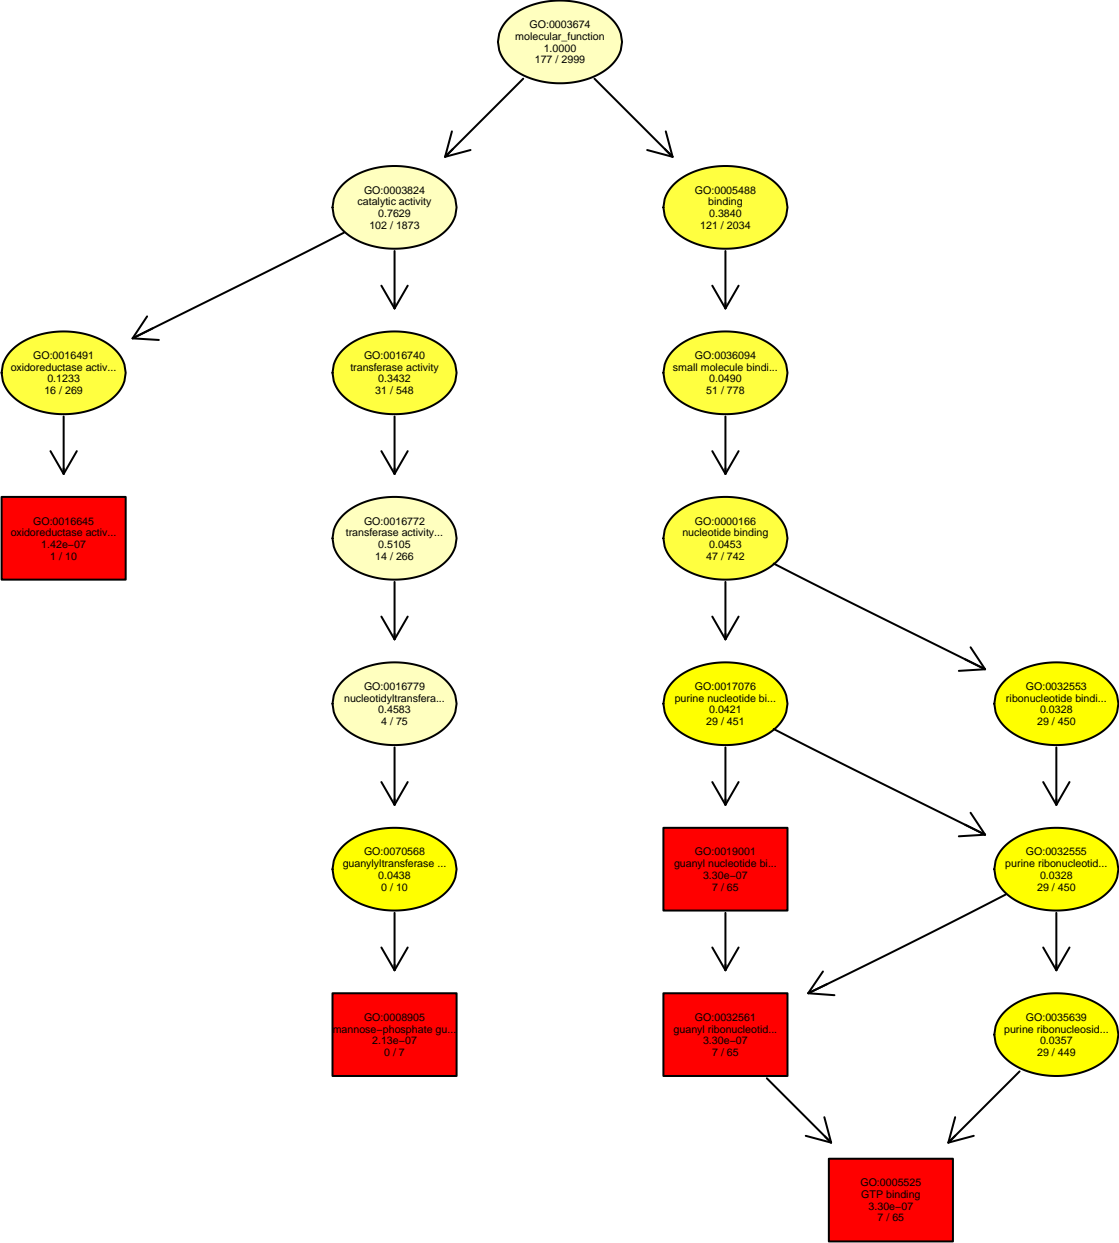 GO:0003674
molecular_function
1.0000
177 / 2999
GO:0003824
catalytic activity
0.7629
102 / 1873
GO:0005488
binding
0.3840
121 / 2034
GO:0016491
oxidoreductase activ...
0.1233
16 / 269
GO:0016740
transferase activity
0.3432
31 / 548
GO:0036094
small molecule bindi...
0.0490
51 / 778
GO:0016645
oxidoreductase activ...
1.42e−07
1 / 10
GO:0016772
transferase activity...
0.5105
14 / 266
GO:0000166
nucleotide binding
0.0453
47 / 742
GO:0016779
nucleotidyltransfera...
0.4583
4 / 75
GO:0017076
purine nucleotide bi...
0.0421
29 / 451
GO:0032553
ribonucleotide bindi...
0.0328
29 / 450
GO:0070568
guanylyltransferase ...
0.0438
0 / 10
GO:0019001
guanyl nucleotide bi...
3.30e−07
7 / 65
GO:0032555
purine ribonucleotid...
0.0328
29 / 450
GO:0008905
mannose−phosphate gu...
2.13e−07
0 / 7
GO:0032561
guanyl ribonucleotid...
3.30e−07
7 / 65
GO:0035639
purine ribonucleosid...
0.0357
29 / 449
GO:0005525
GTP binding
3.30e−07
7 / 65